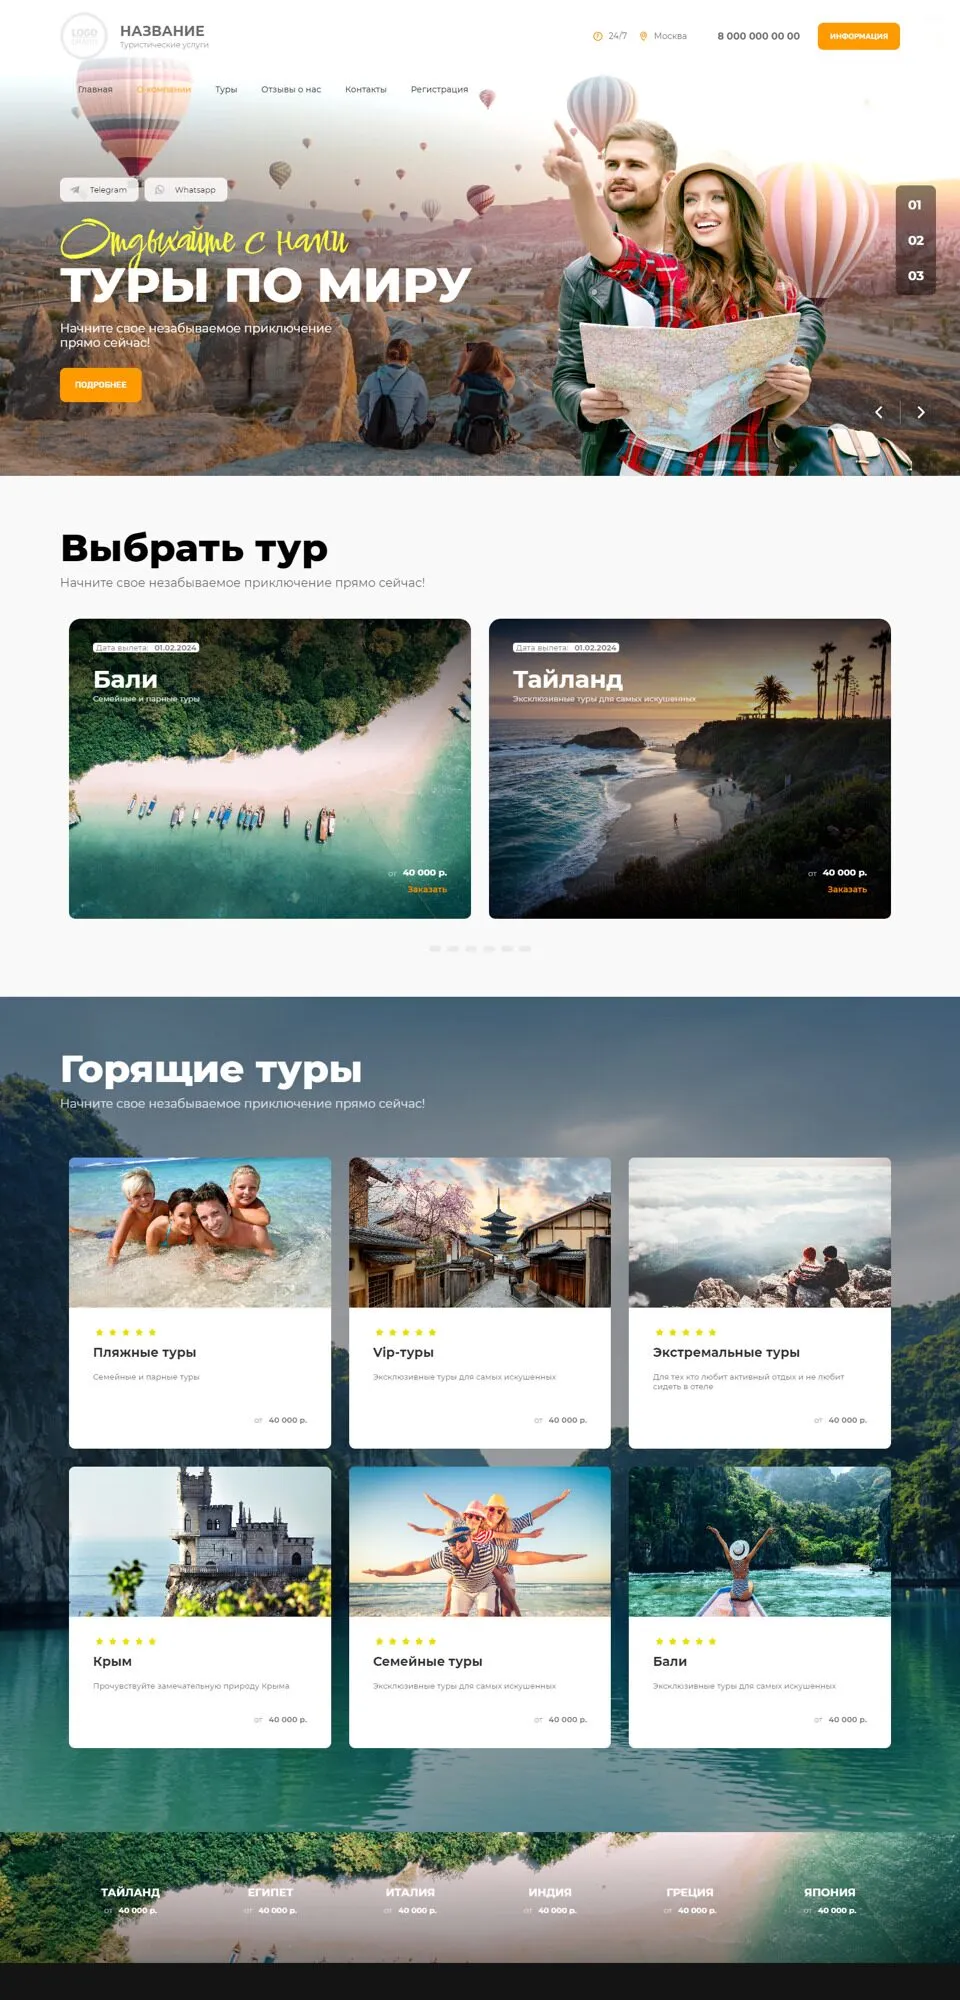 LOGO
НАЗВАНИЕ
Туристические услуги
24/7
Москва
8 000 000 00 00
ИНФОРМАЦИЯ
Главная
О компании
Туры
Отзывы о нас
Контакты
Регистрация
Telegram
Whatsapp
01
02
03
Отдыхайте с нами
ТУРЫ ПО МИРУ
Начните свое незабываемое приключение
прямо сейчас!
ПОДРОБНЕЕ
Выбрать тур
Начните свое незабываемое приключение прямо сейчас!
Дата вылета: 01.02.2024
Бали
Семейные и парные туры
от 40 000 р.
Заказать
Дата вылета: 01.02.2024
Тайланд
Эксклюзивные туры для самых искушенных
от 40 000 р.
Заказать
Горящие туры
Начните свое незабываемое приключение прямо сейчас!
Пляжные туры
Семейные и парные туры
от 40 000 р.
Vip-туры
Эксклюзивные туры для самых искушенных
от 40 000 р.
Экстремальные туры
Для тех кто любит активный отдых и не любит
сидеть в отеле
от 40 000 р.
Крым
Прочувствуйте замечательную природу Крыма
от 40 000 р.
Семейные туры
Эксклюзивные туры для самых искушенных
от 40 000 р.
Бали
Эксклюзивные туры для самых искушенных
от 40 000 р.
ТАЙЛАНД
от 40 000 р.
ЕГИПЕТ
от 40 000 р.
ИТАЛИЯ
от 40 000 р.
ИНДИЯ
от 40 000 р.
ГРЕЦИЯ
от 40 000 р.
ЯПОНИЯ
от 40 000 р.